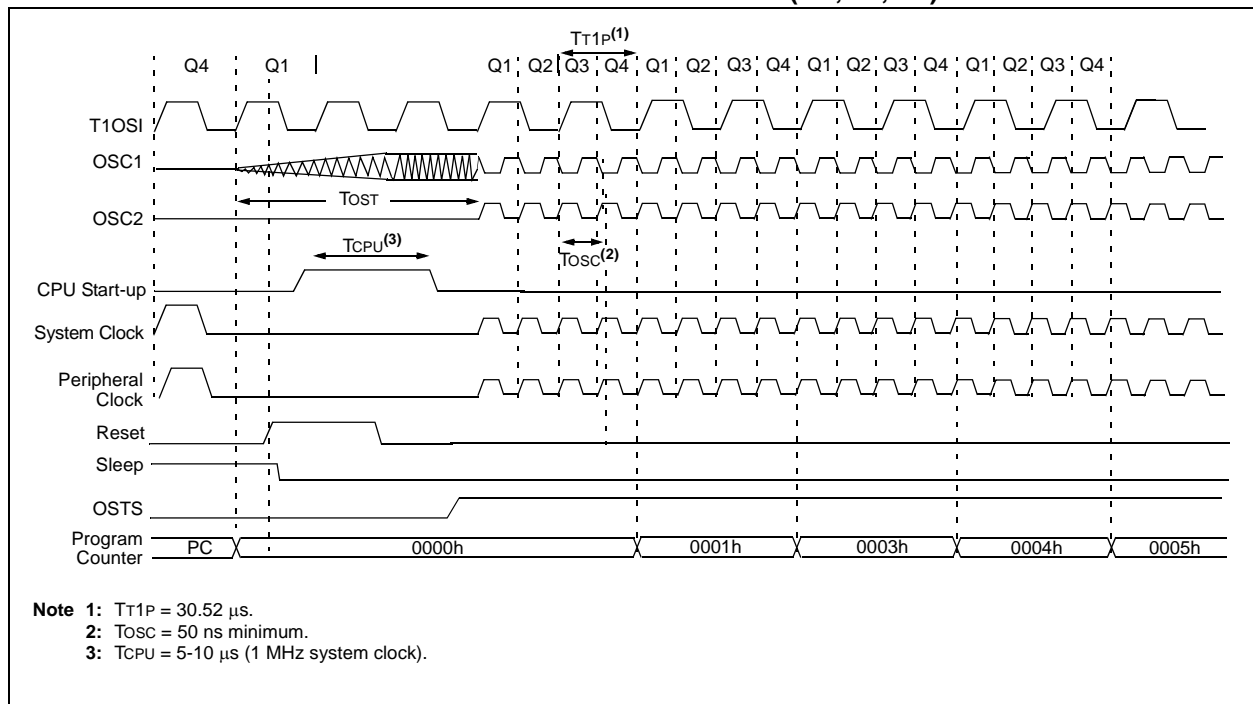 TT1P(1)
Q4 Q1 Q1 Q2 Q3 Q4 Q1 Q2 Q3 Q4 Q1 Q2 Q3 Q4 Q1 Q2 Q3 Q4
T1OSI
OSC1
TOST
OSC2
TCPU(3)
TOSC(2)
CPU Start-up
System Clock
Peripheral
Clock
Reset
Sleep
OSTS
Program
Counter
PC 0000h 0001h 0003h 0004h 0005h
Note 1: TT1P = 30.52 μs.
2: TOSC = 50 ns minimum.
3: TCPU = 5-10 μs (1 MHz system clock).